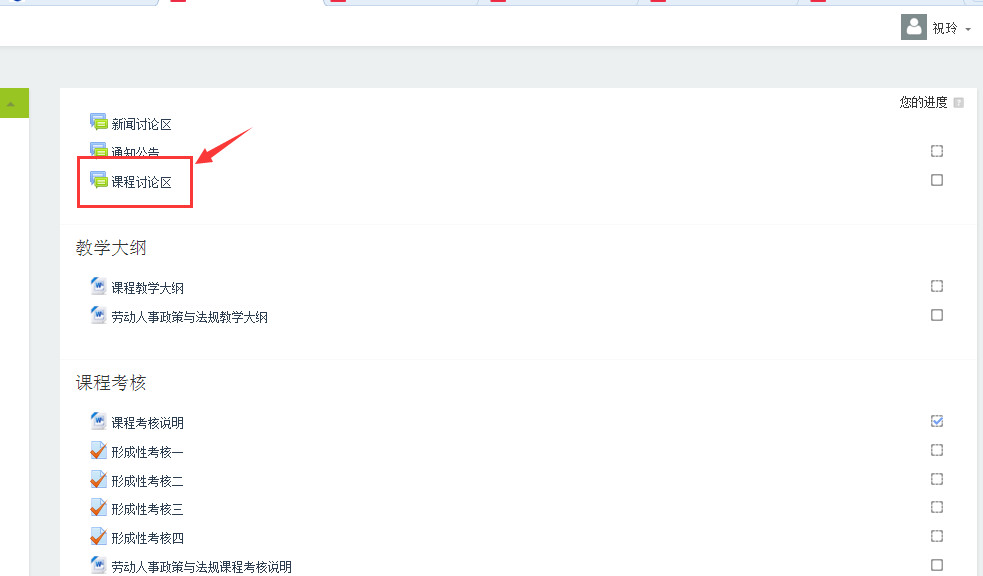 祝玲
您的进度
新闻讨论区
通知公告
课程讨论区
教学大纲
课程教学大纲
劳动人事政策与法规教学大纲
课程考核
课程考核说明
形成性考核一
形成性考核二
形成性考核三
形成性考核四
劳动人事政策与法规课程考核说明